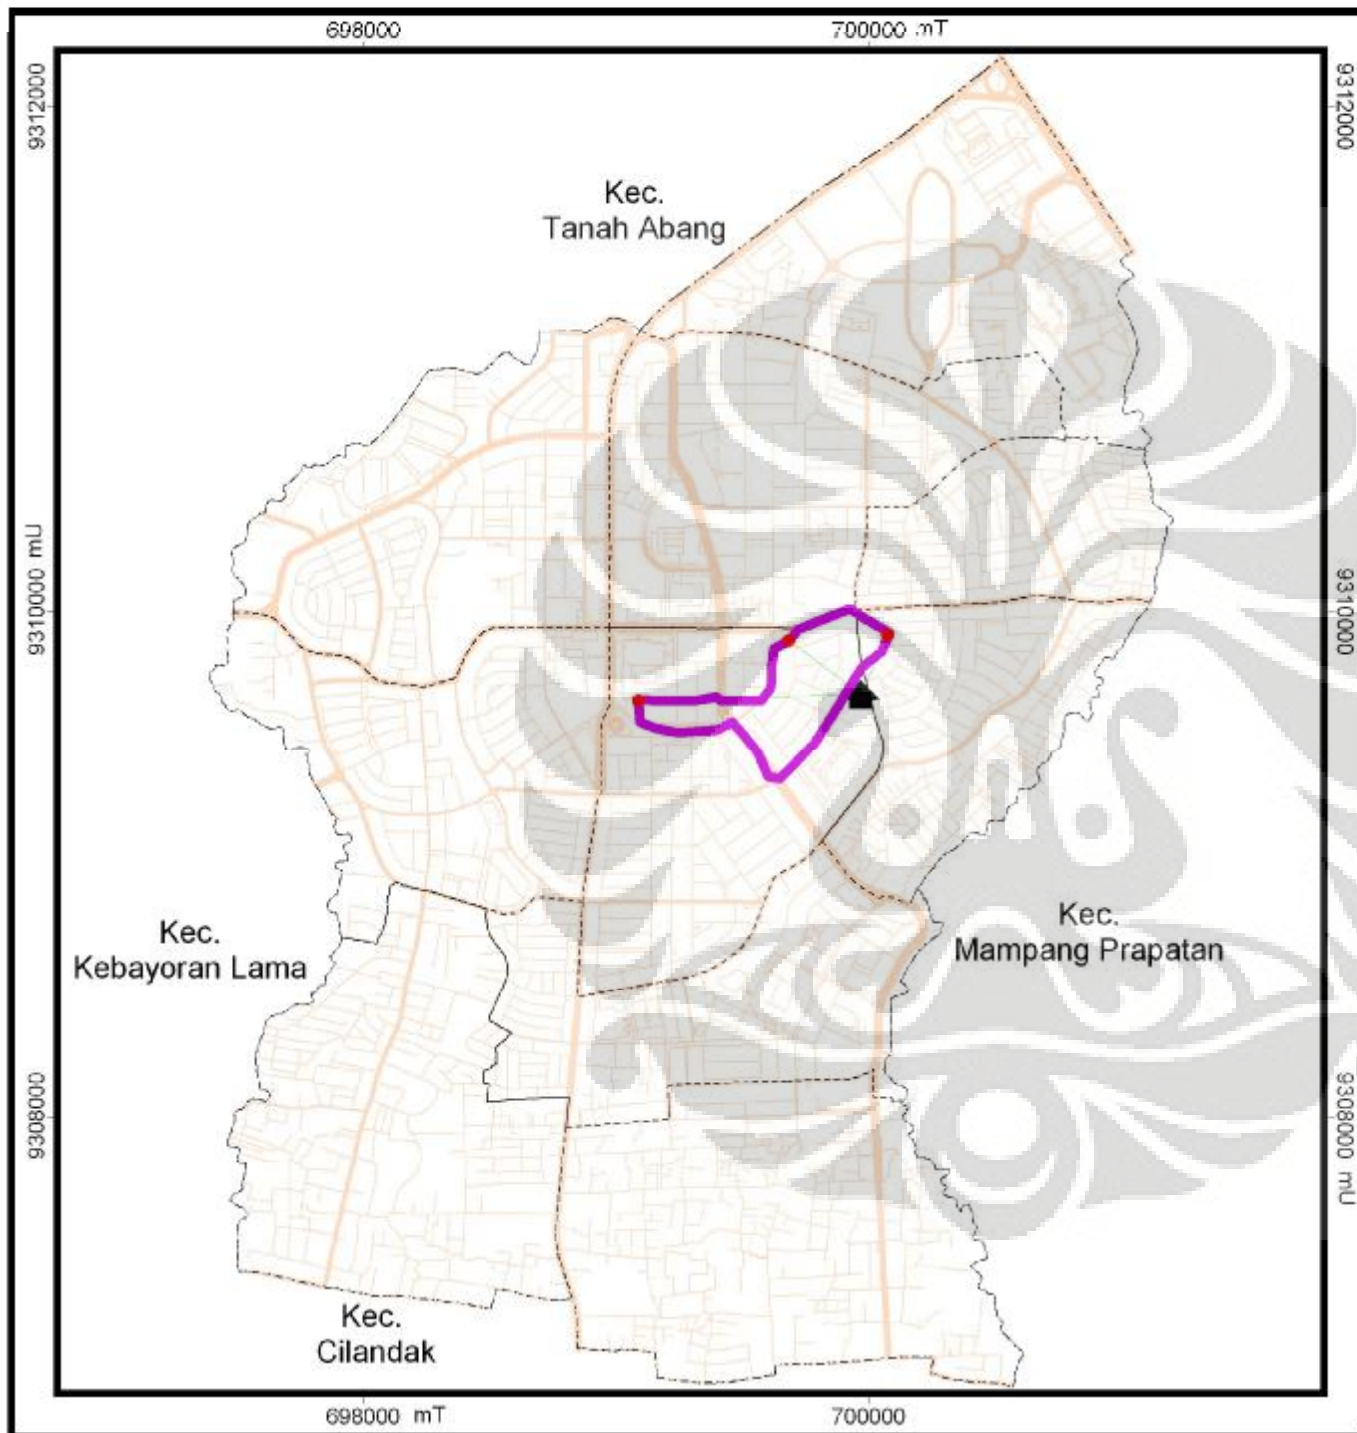 698000
700000 mT
9312000
9312000
Kec.
Tanah Abang
9310000 mU
9310000
Kec.
Kebayoran Lama
Kec.
Mampang Prapatan
9308000
9308000 mU
Kec.
Cilandak
698000 mT
700000